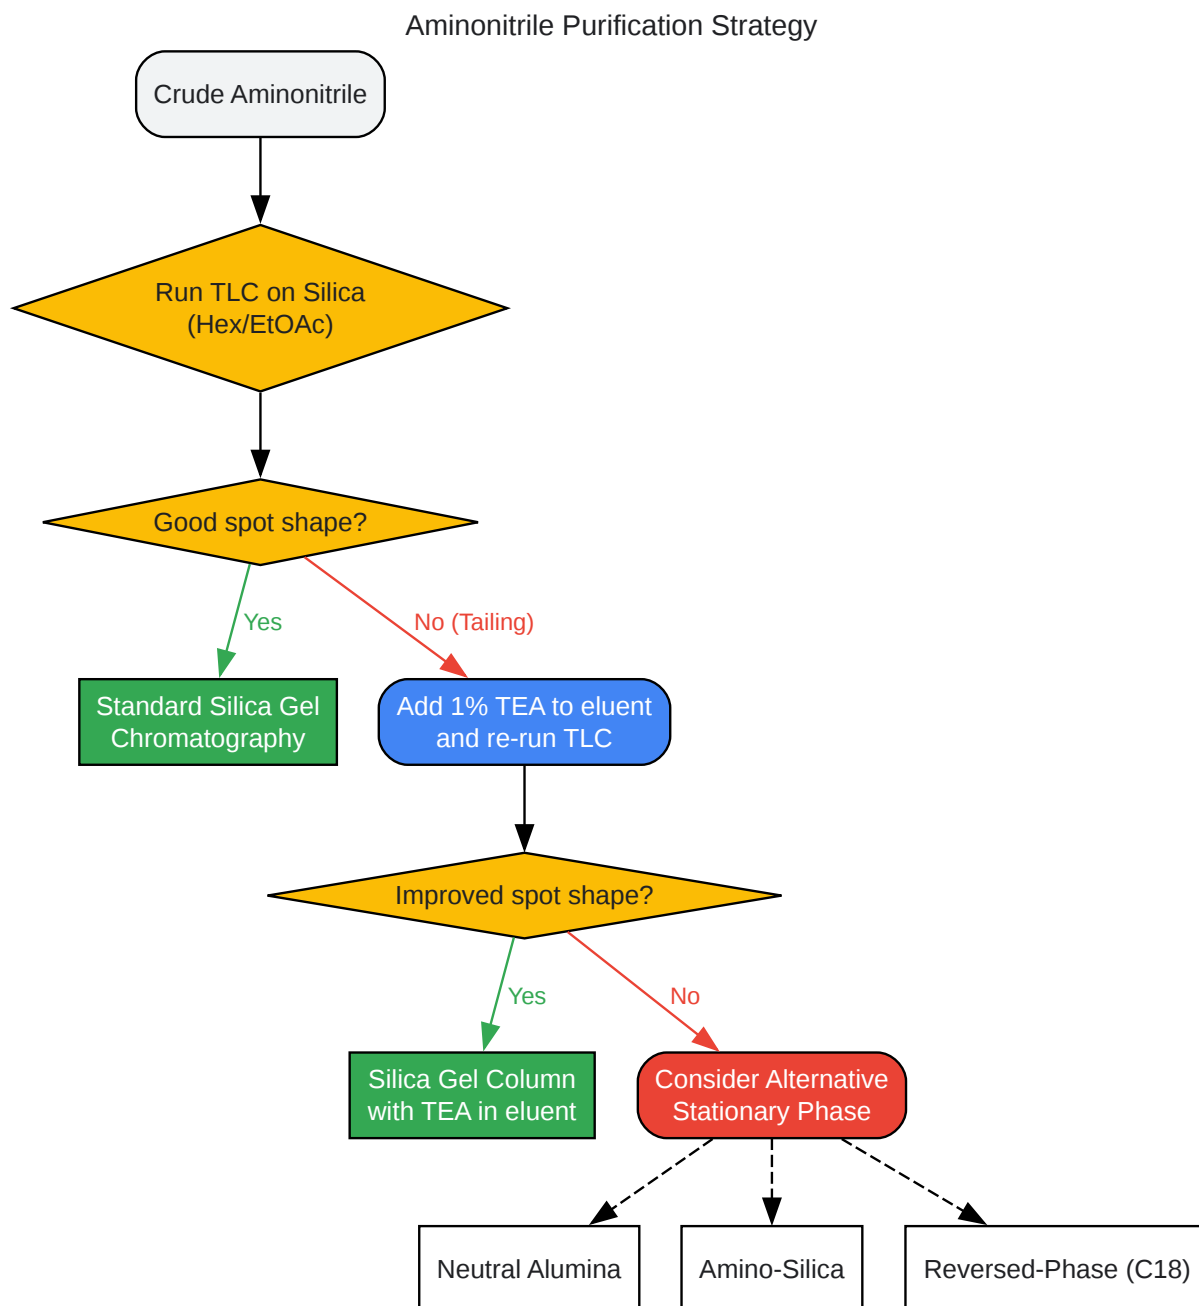 Aminonitrile Purification Strategy
Crude Aminonitrile
Run TLC on Silica
(Hex/EtOAc)
Good spot shape?
Yes
No (Tailing)
Standard Silica Gel
Chromatography
Add 1% TEA to eluent
and re-run TLC
Improved spot shape?
Yes
No
Silica Gel Column
with TEA in eluent
Consider Alternative
Stationary Phase
Neutral Alumina
Amino-Silica
Reversed-Phase (C18)